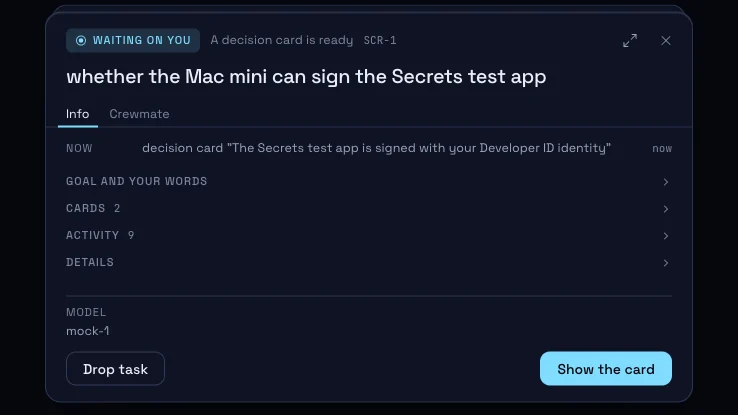 WAITING ON YOU A decision card is ready SCR-1
whether the Mac mini can sign the Secrets test app
Info Crewmate
NOW decision card "The Secrets test app is signed with your Developer ID identity" now
GOAL AND YOUR WORDS
CARDS 2
ACTIVITY 9
DETAILS
MODEL
mock-1
Drop task Show the card